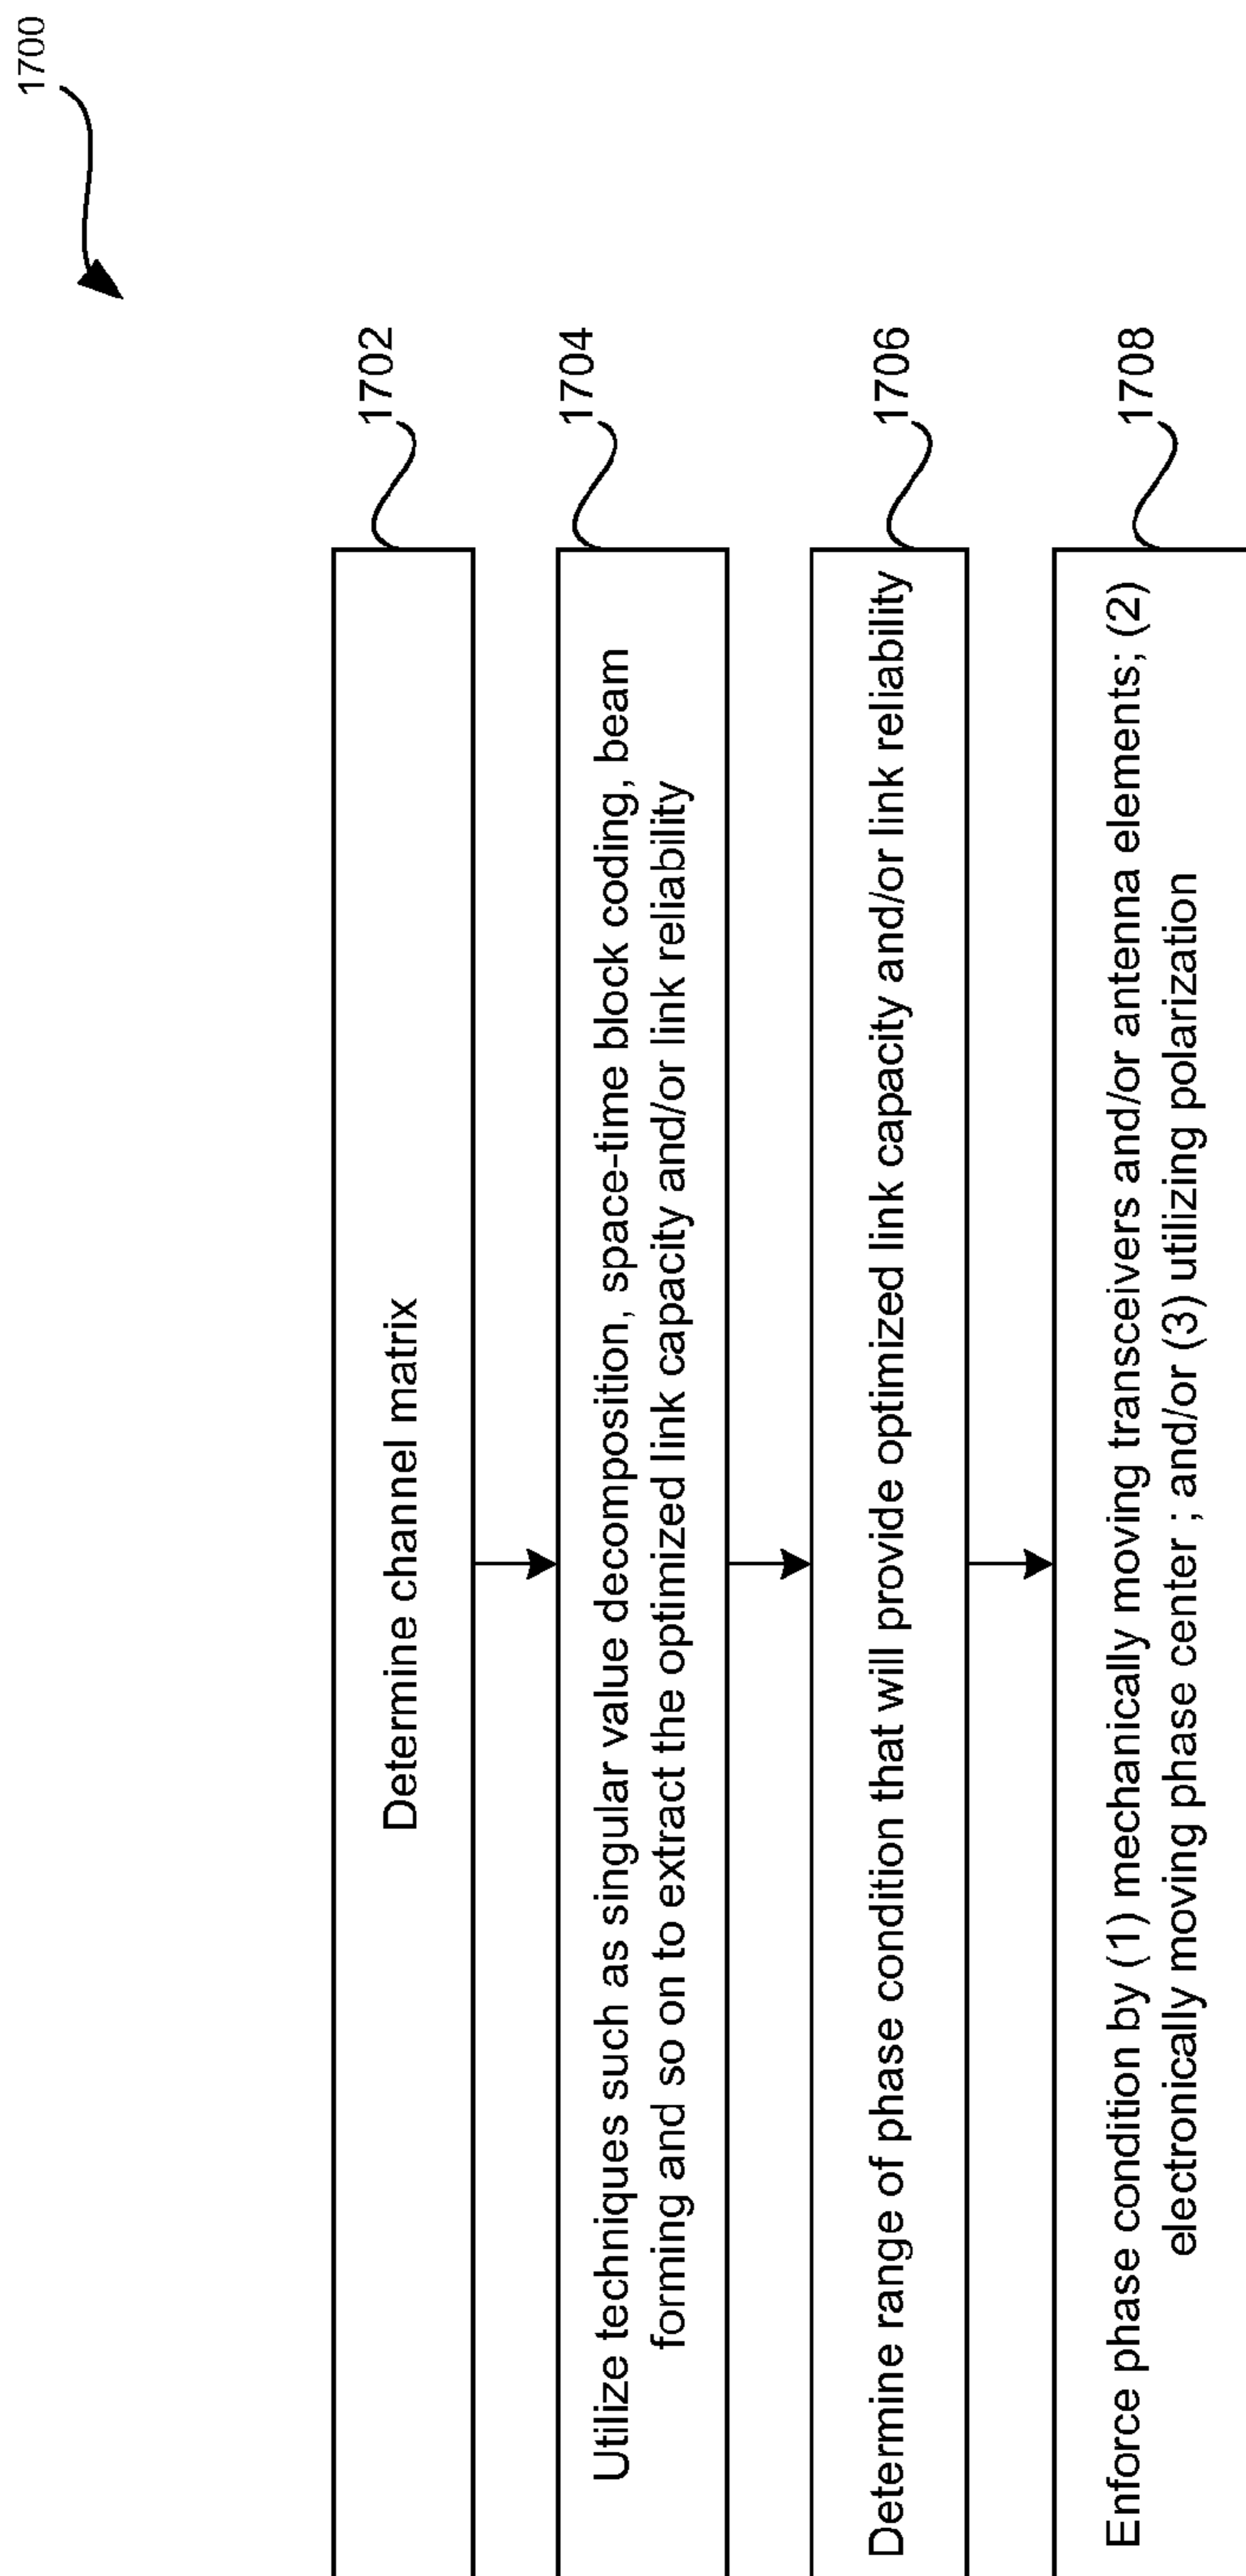 1700
1702
Determine channel matrix
1704
Utilize techniques such as singular value decomposition, space-time block coding, beam
forming and so on to extract the optimized link capacity and/or link reliability
1706
Determine range of phase condition that will provide optimized link capacity and/or link reliability
1708
Enforce phase condition by (1) mechanically moving transceivers and/or antenna elements; (2)
electronically moving phase center ; and/or (3) utilizing polarization